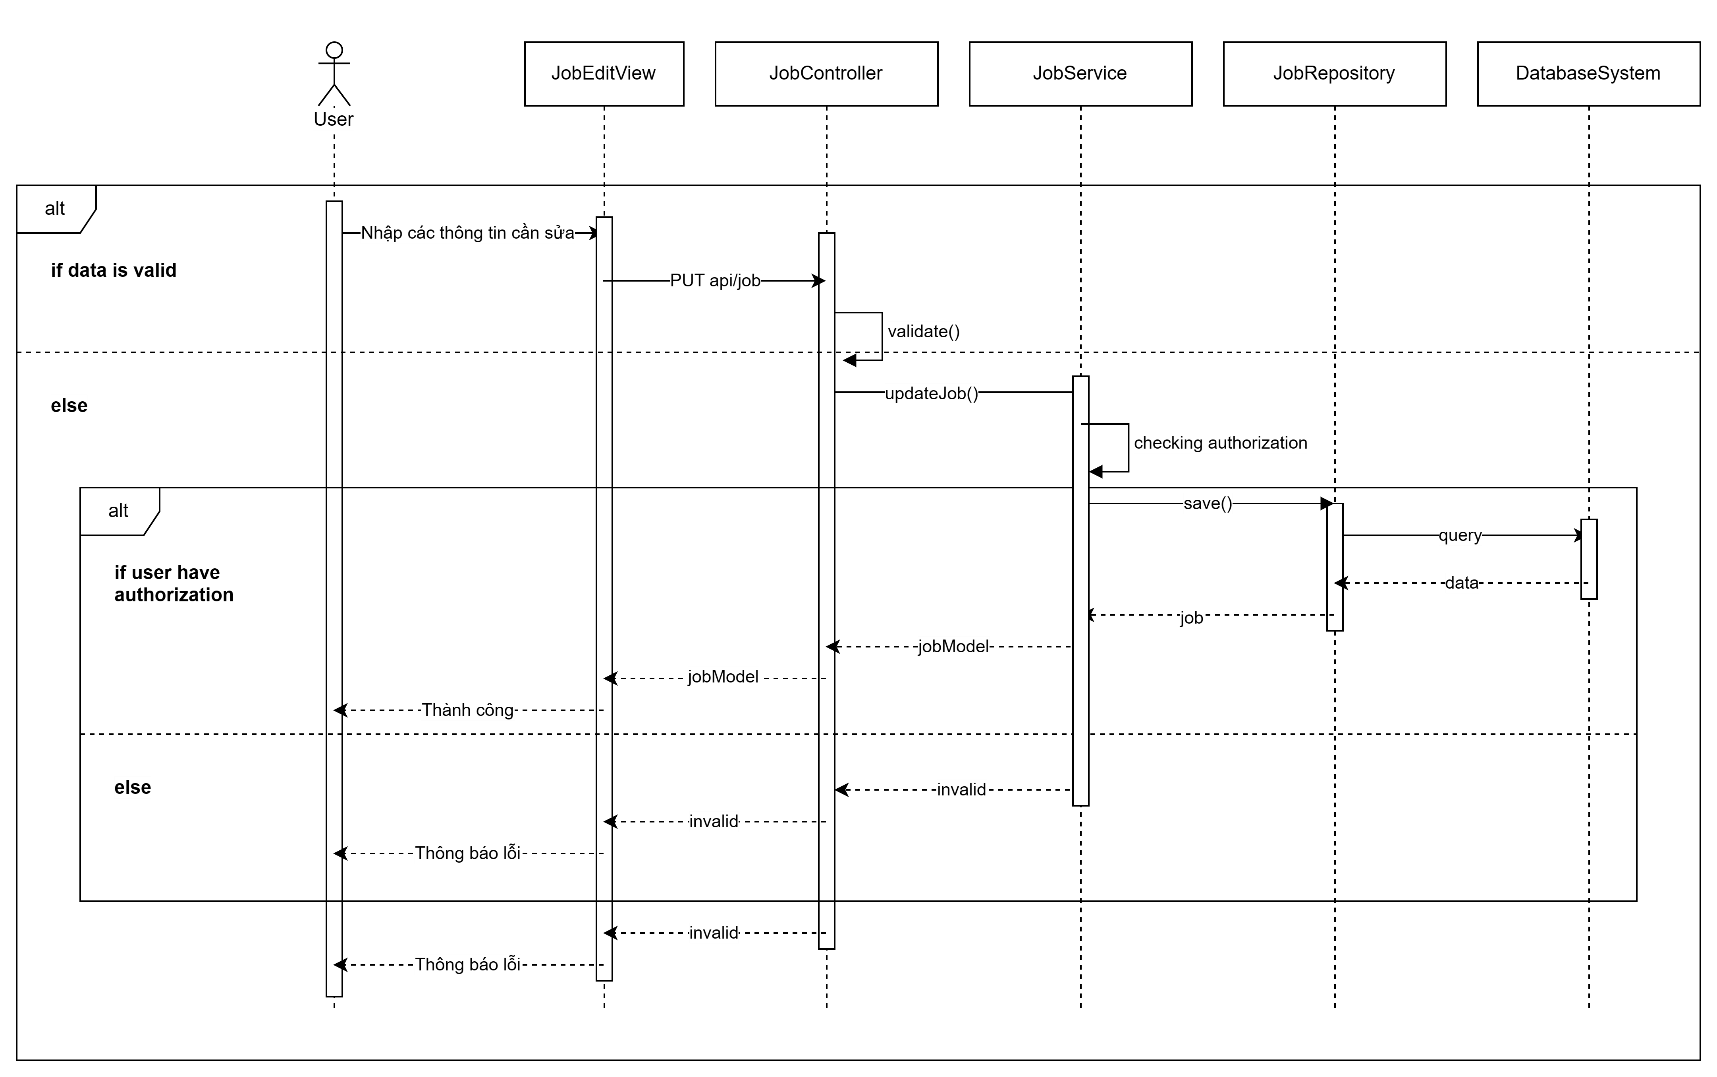 User
JobEditView
JobController
JobService
JobRepository
DatabaseSystem
alt
Nhập các thông tin cần sửa
if data is valid
PUT api/job
validate()
updateJob()
else
checking authorization
alt
save()
query
if user have
authorization
data
job
jobModel
jobModel
Thành công
else
invalid
invalid
Thông báo lỗi
invalid
Thông báo lỗi